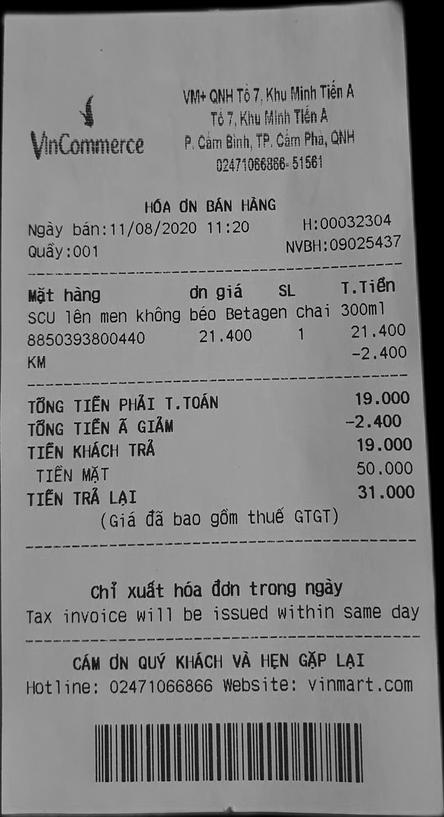 VinCommerce
VM+ QNH Tổ 7, Khu Minh Tiến A
Tổ 7, Khu Minh Tiến A
P. Cẩm Bình, TP. Cẩm Phả, QNH
02471066866-51561
HÓA ƠN BÁN HÀNG
Ngày bán:11/08/2020 11:20 H:00032304
Quầy:001 NVBH:09025437
Mặt hàng ơn giá SL T.Tiền
SCU lên men không béo Betagen chai 300ml
8850393800440 21.400 1 21.400
KM -2.400
TỔNG TIỀN PHẢI T.TOÁN 19.000
TỔNG TIỀN Ã GIẢM -2.400
TIỀN KHÁCH TRẢ 19.000
TIỀN MẶT 50.000
TIỀN TRẢ LẠI 31.000
(Giá đã bao gồm thuế GTGT)
Chỉ xuất hóa đơn trong ngày
Tax invoice will be issued within same day
CẢM ƠN QUÝ KHÁCH VÀ HẸN GẶP LẠI
Hotline: 02471066866 Website: vinmart.com